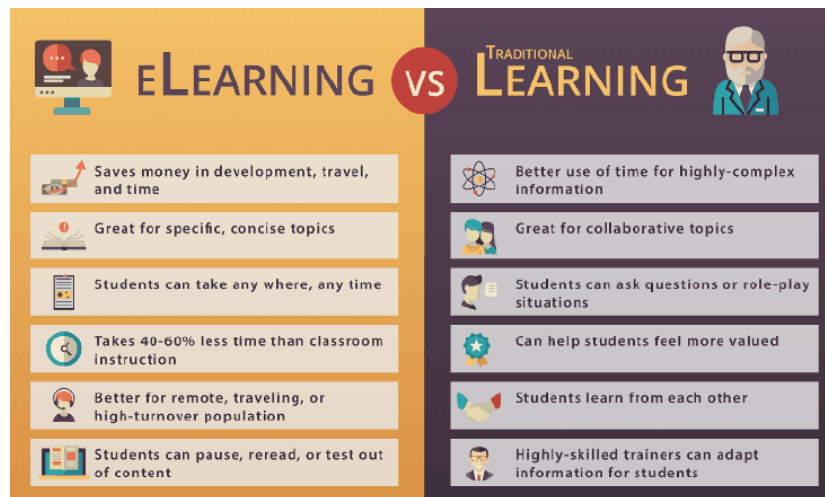 eLearning
vs
Traditional
Learning
Saves money in development, travel,
and time
Great for specific, concise topics
Students can take any where, any time
Takes 40-60% less time than classroom
instruction
Better for remote, traveling, or
high-turnover population
Students can pause, reread, or test out
of content
Better use of time for highly-complex
information
Great for collaborative topics
Students can ask questions or role-play
situations
Can help students feel more valued
Students learn from each other
Highly-skilled trainers can adapt
information for students